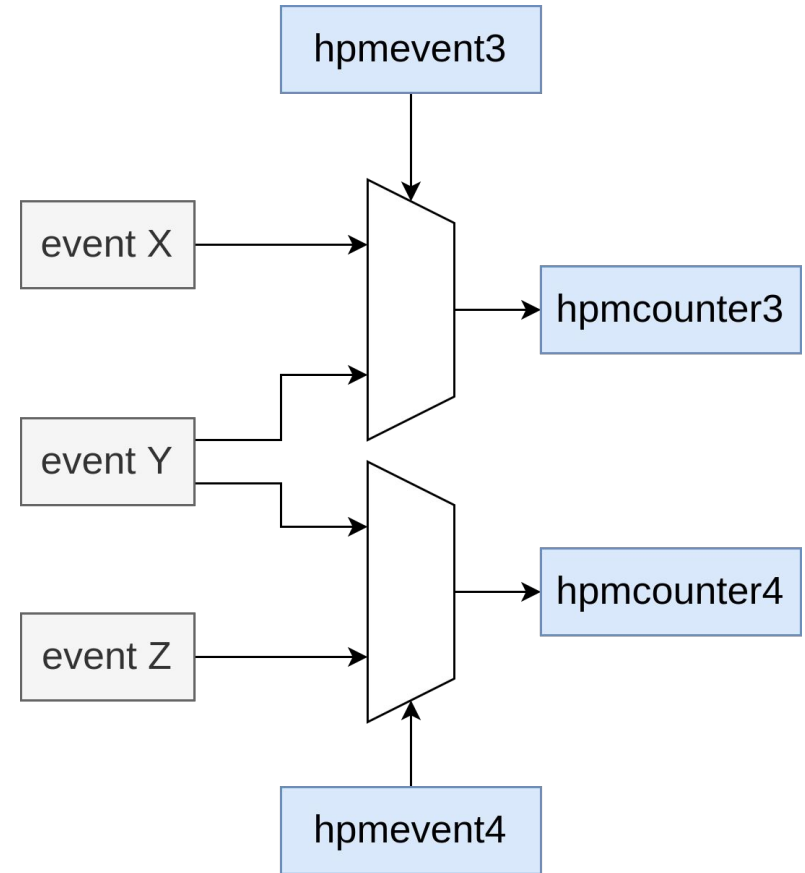 hpmevent3
event X
hpmcounter3
event Y
hpmcounter4
event Z
hpmevent4